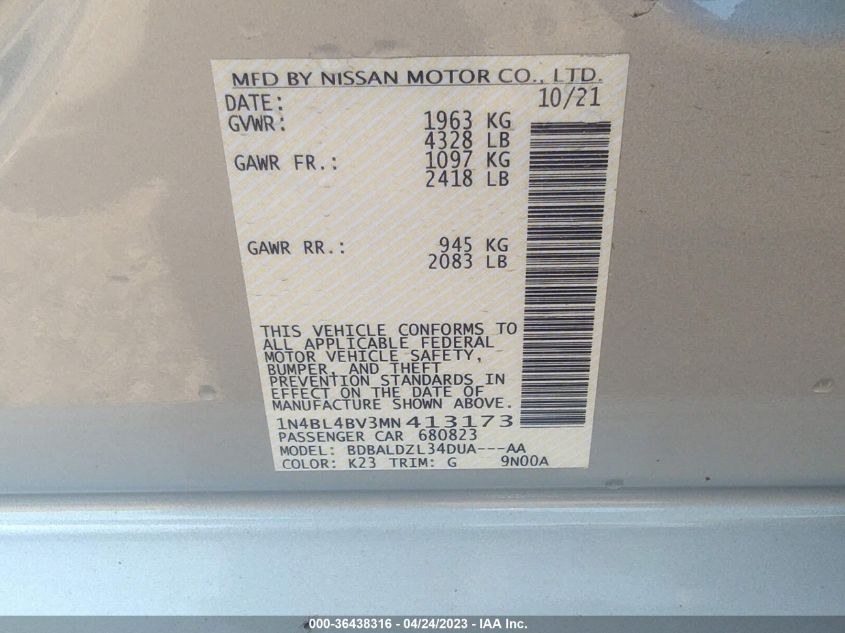 MFD BY NISSAN MOTOR CO., LTD.
DATE: 10/21
GVWR: 1963 KG
4328 LB
GAWR FR.: 1097 KG
2418 LB
GAWR RR.: 945 KG
2083 LB
THIS VEHICLE CONFORMS TO
ALL APPLICABLE FEDERAL
MOTOR VEHICLE SAFETY,
BUMPER, AND THEFT
PREVENTION STANDARDS IN
EFFECT ON THE DATE OF
MANUFACTURE SHOWN ABOVE.
1N4BL4BV3MN413173
PASSENGER CAR 680823
MODEL: BDBALDZL34DUA---AA
COLOR: K23 TRIM: G 9N00A
000-36438316 - 04/24/2023 - IAA Inc.